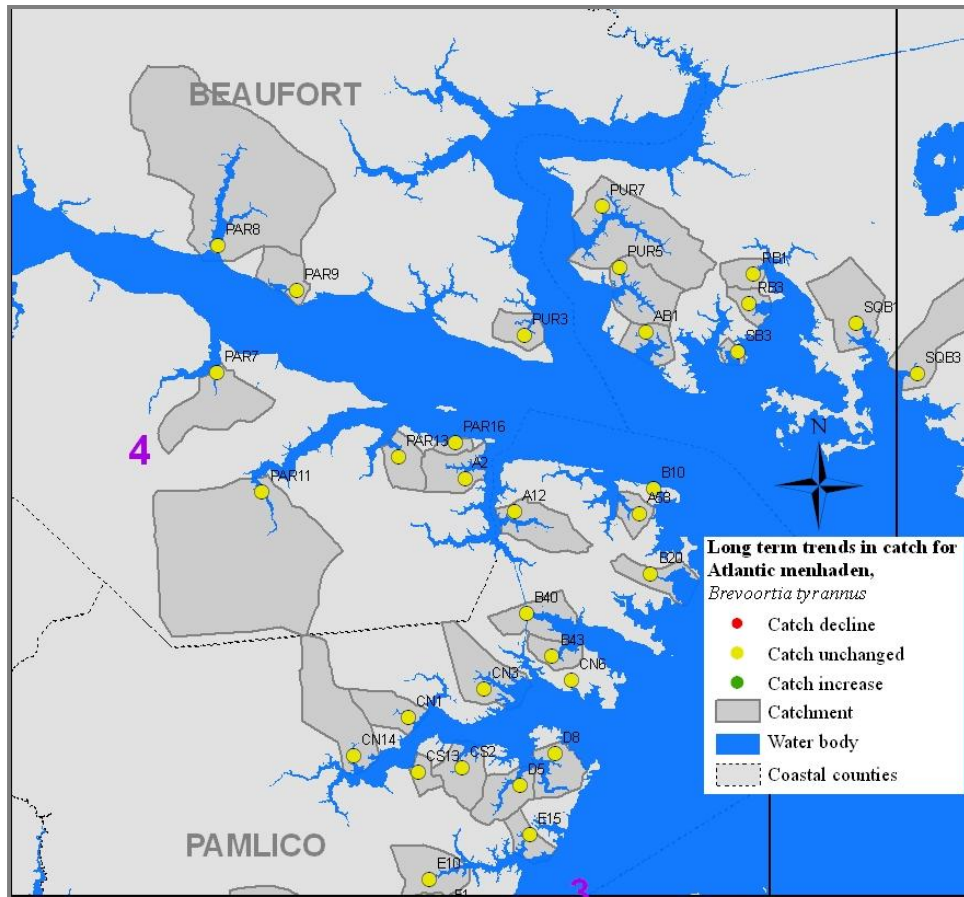 BEAUFORT
PUR7
PAR8
PUR5
RB1
PAR9
RB3
SQB1
PUR3
AB1
SB3
SQB3
PAR7
N
PAR16
4
PAR13
A2
PAR11
B10
A12
A53
Long term trends in catch for
Atlantic menhaden,
Brevoortia tyrannus
Catch decline
Catch unchanged
Catch increase
Catchment
Water body
Coastal counties
B20
B40
B43
CN3
CN6
CN1
CN14
D8
CS13
CS2
D5
PAMLICO
E15
E10
3